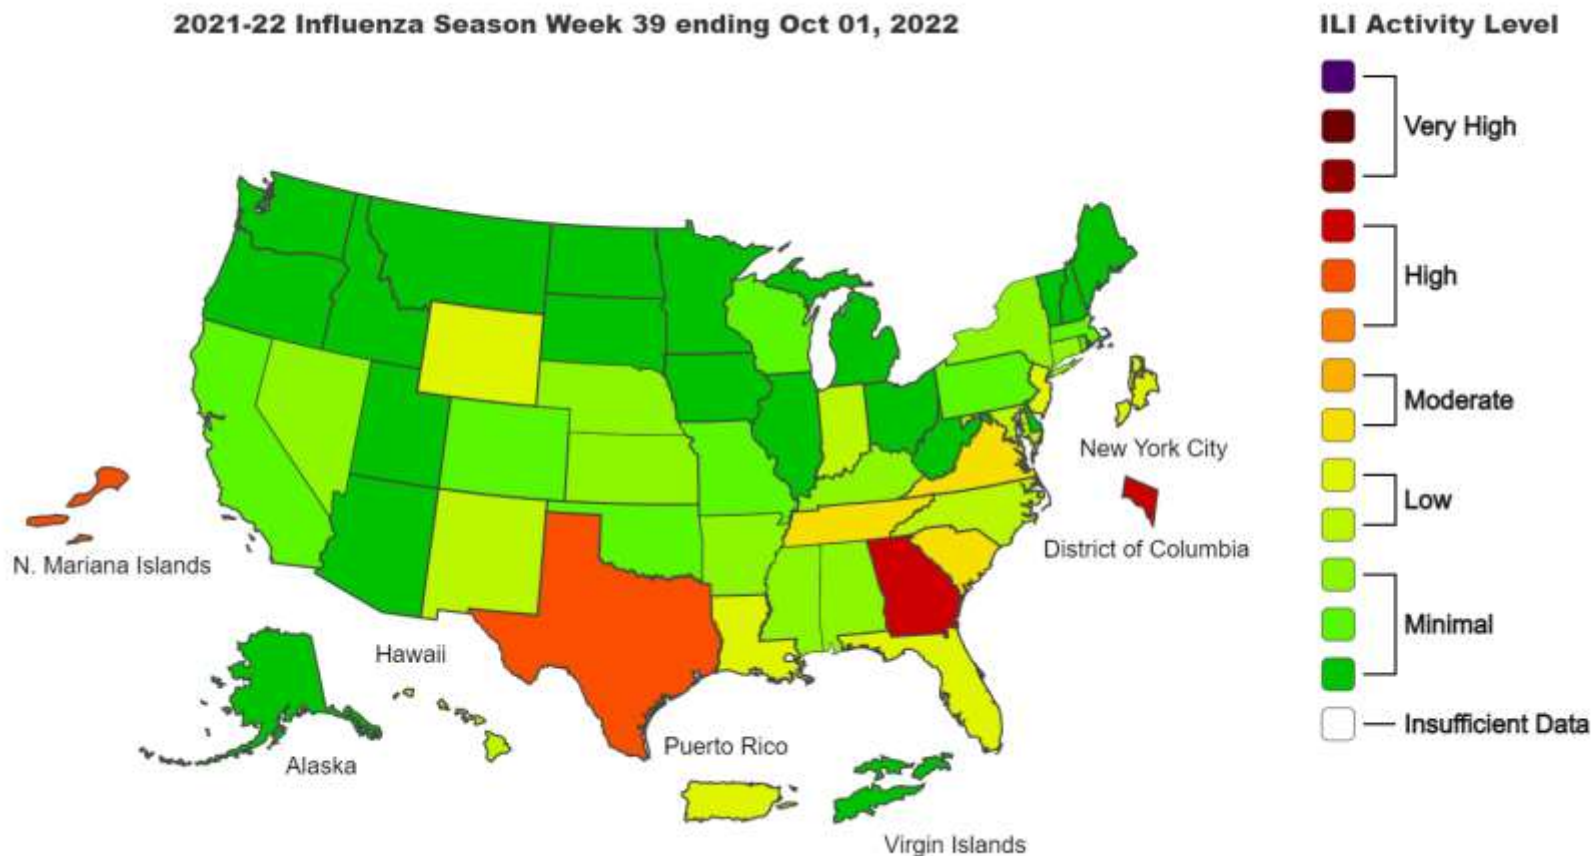 2021-22 Influenza Season Week 39 ending Oct 01, 2022
ILI Activity Level
Very High
High
Moderate
Low
Minimal
Insufficient Data
New York City
District of Columbia
N. Mariana Islands
Hawaii
Alaska
Puerto Rico
Virgin Islands